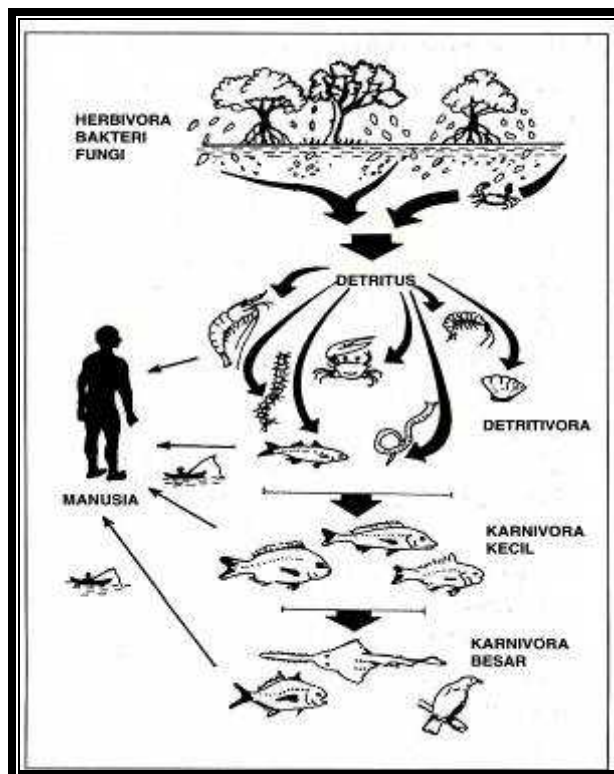 HERBIVORA
BAKTERI
FUNGI
DETRITUS
DETRITIVORA
MANUSIA
KARNIVORA
KECIL
KARNIVORA
BESAR